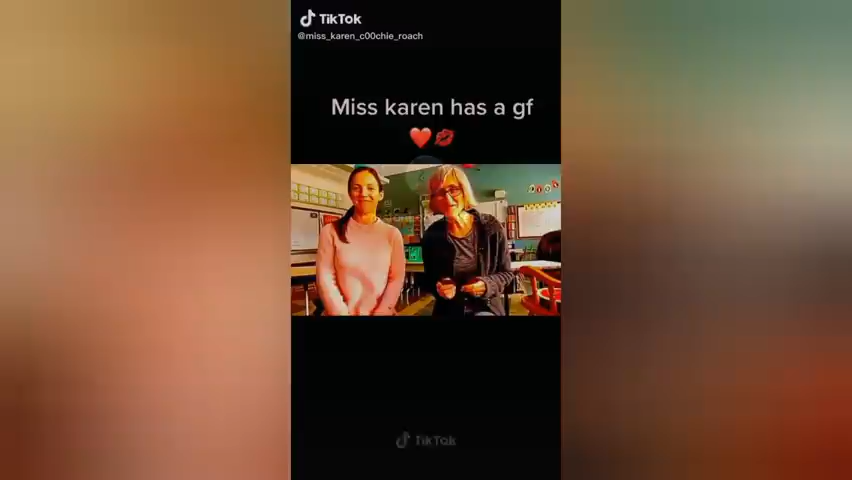 TikTok
@miss_karen_c00chie_roach
Miss karen has a gf
❤️💋
TikTok